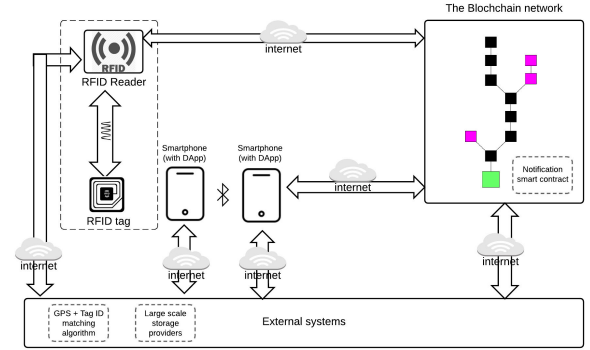 The Blochchain network
internet
RFID
RFID Reader
Smartphone
(with DApp)
Smartphone
(with DApp)
internet
Notification
smart contract
RFID tag
internet
internet
internet
internet
GPS + Tag ID
matching
algorithm
Large scale
storage
providers
External systems